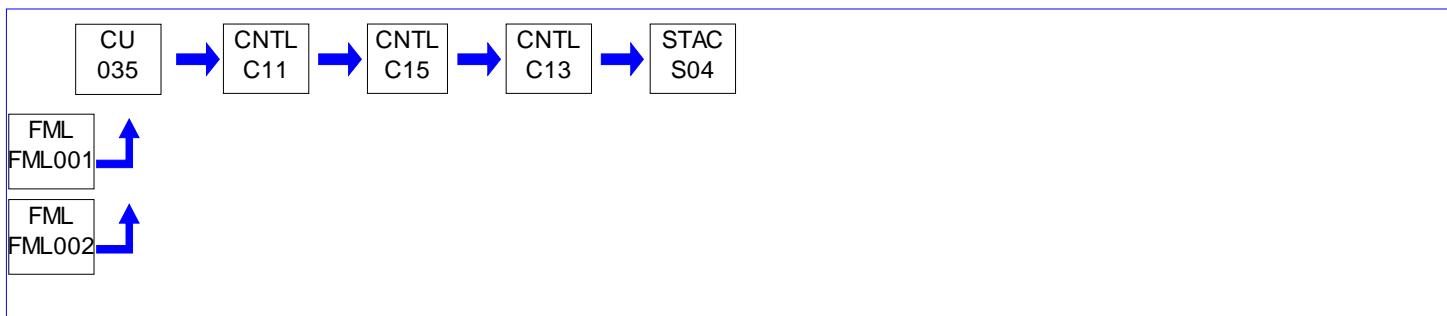 CU
035
CNTL
C11
CNTL
C15
CNTL
C13
STAC
S04
FML
FML001
FML
FML002